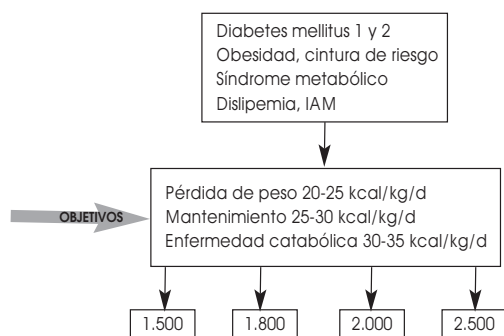 Diabetes mellitus 1 y 2
Obesidad, cintura de riesgo
Síndrome metabólico
Dislipemia, IAM
OBJETIVOS
Pérdida de peso 20-25 kcal/kg/d
Mantenimiento 25-30 kcal/kg/d
Enfermedad catabólica 30-35 kcal/kg/d
1.500 1.800 2.000 2.500